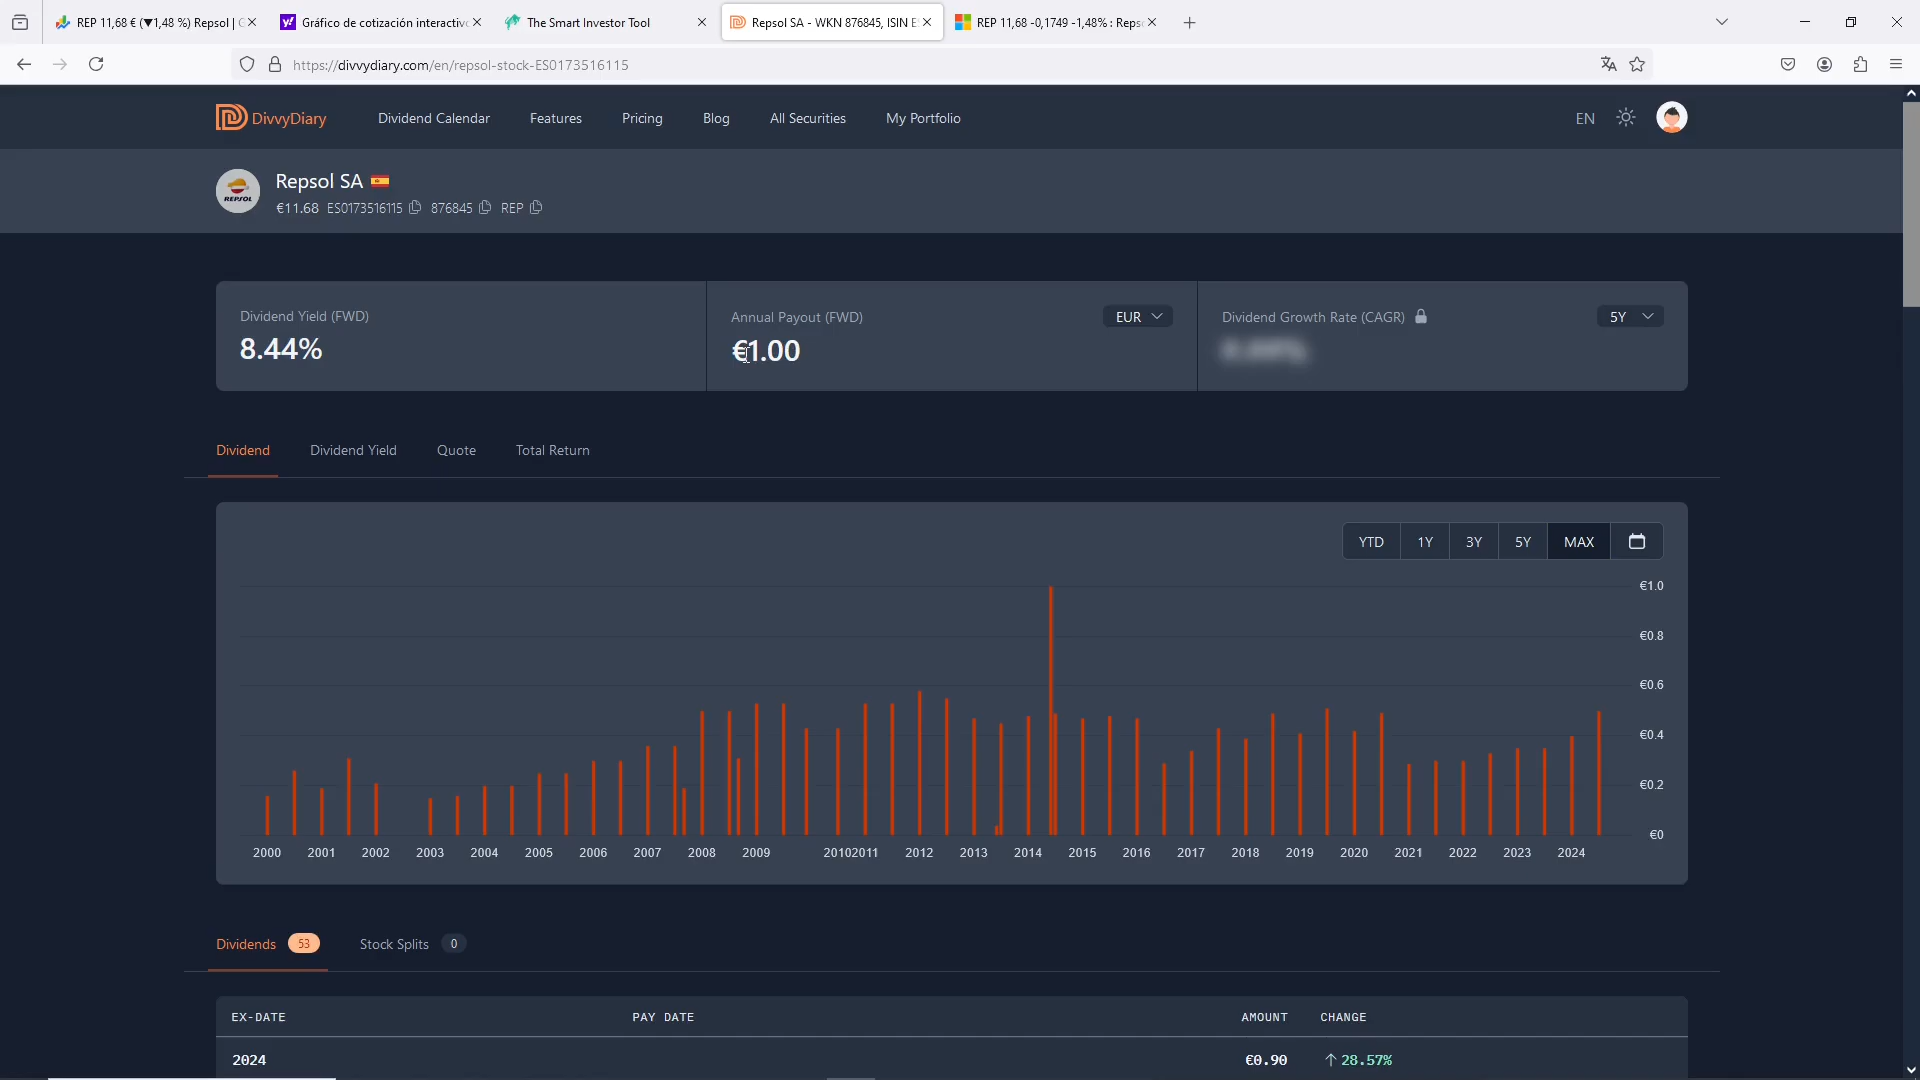 REP 11,68 € (▼1,48 %) Repsol | G
Gráfico de cotización interactivo
The Smart Investor Tool
Repsol SA - WKN 876845, ISIN E
REP 11,68 -0,1749 -1,48% : Reps
https://divvydiary.com/en/repsol-stock-ES0173516115
DivvyDiary
Dividend Calendar
Features
Pricing
Blog
All Securities
My Portfolio
EN
REPSOL
Repsol SA
€11.68 ES0173516115 876845 REP
Dividend Yield (FWD)
8.44%
Annual Payout (FWD)
EUR
€1.00
Dividend Growth Rate (CAGR)
5Y
Dividend
Dividend Yield
Quote
Total Return
YTD 1Y 3Y 5Y MAX
€1.0
€0.8
€0.6
€0.4
€0.2
€0
2000 2001 2002 2003 2004 2005 2006 2007 2008 2009 2010 2011 2012 2013 2014 2015 2016 2017 2018 2019 2020 2021 2022 2023 2024
Dividends 53
Stock Splits 0
EX-DATE PAY DATE AMOUNT CHANGE
2024 €0.90 ↑ 28.57%